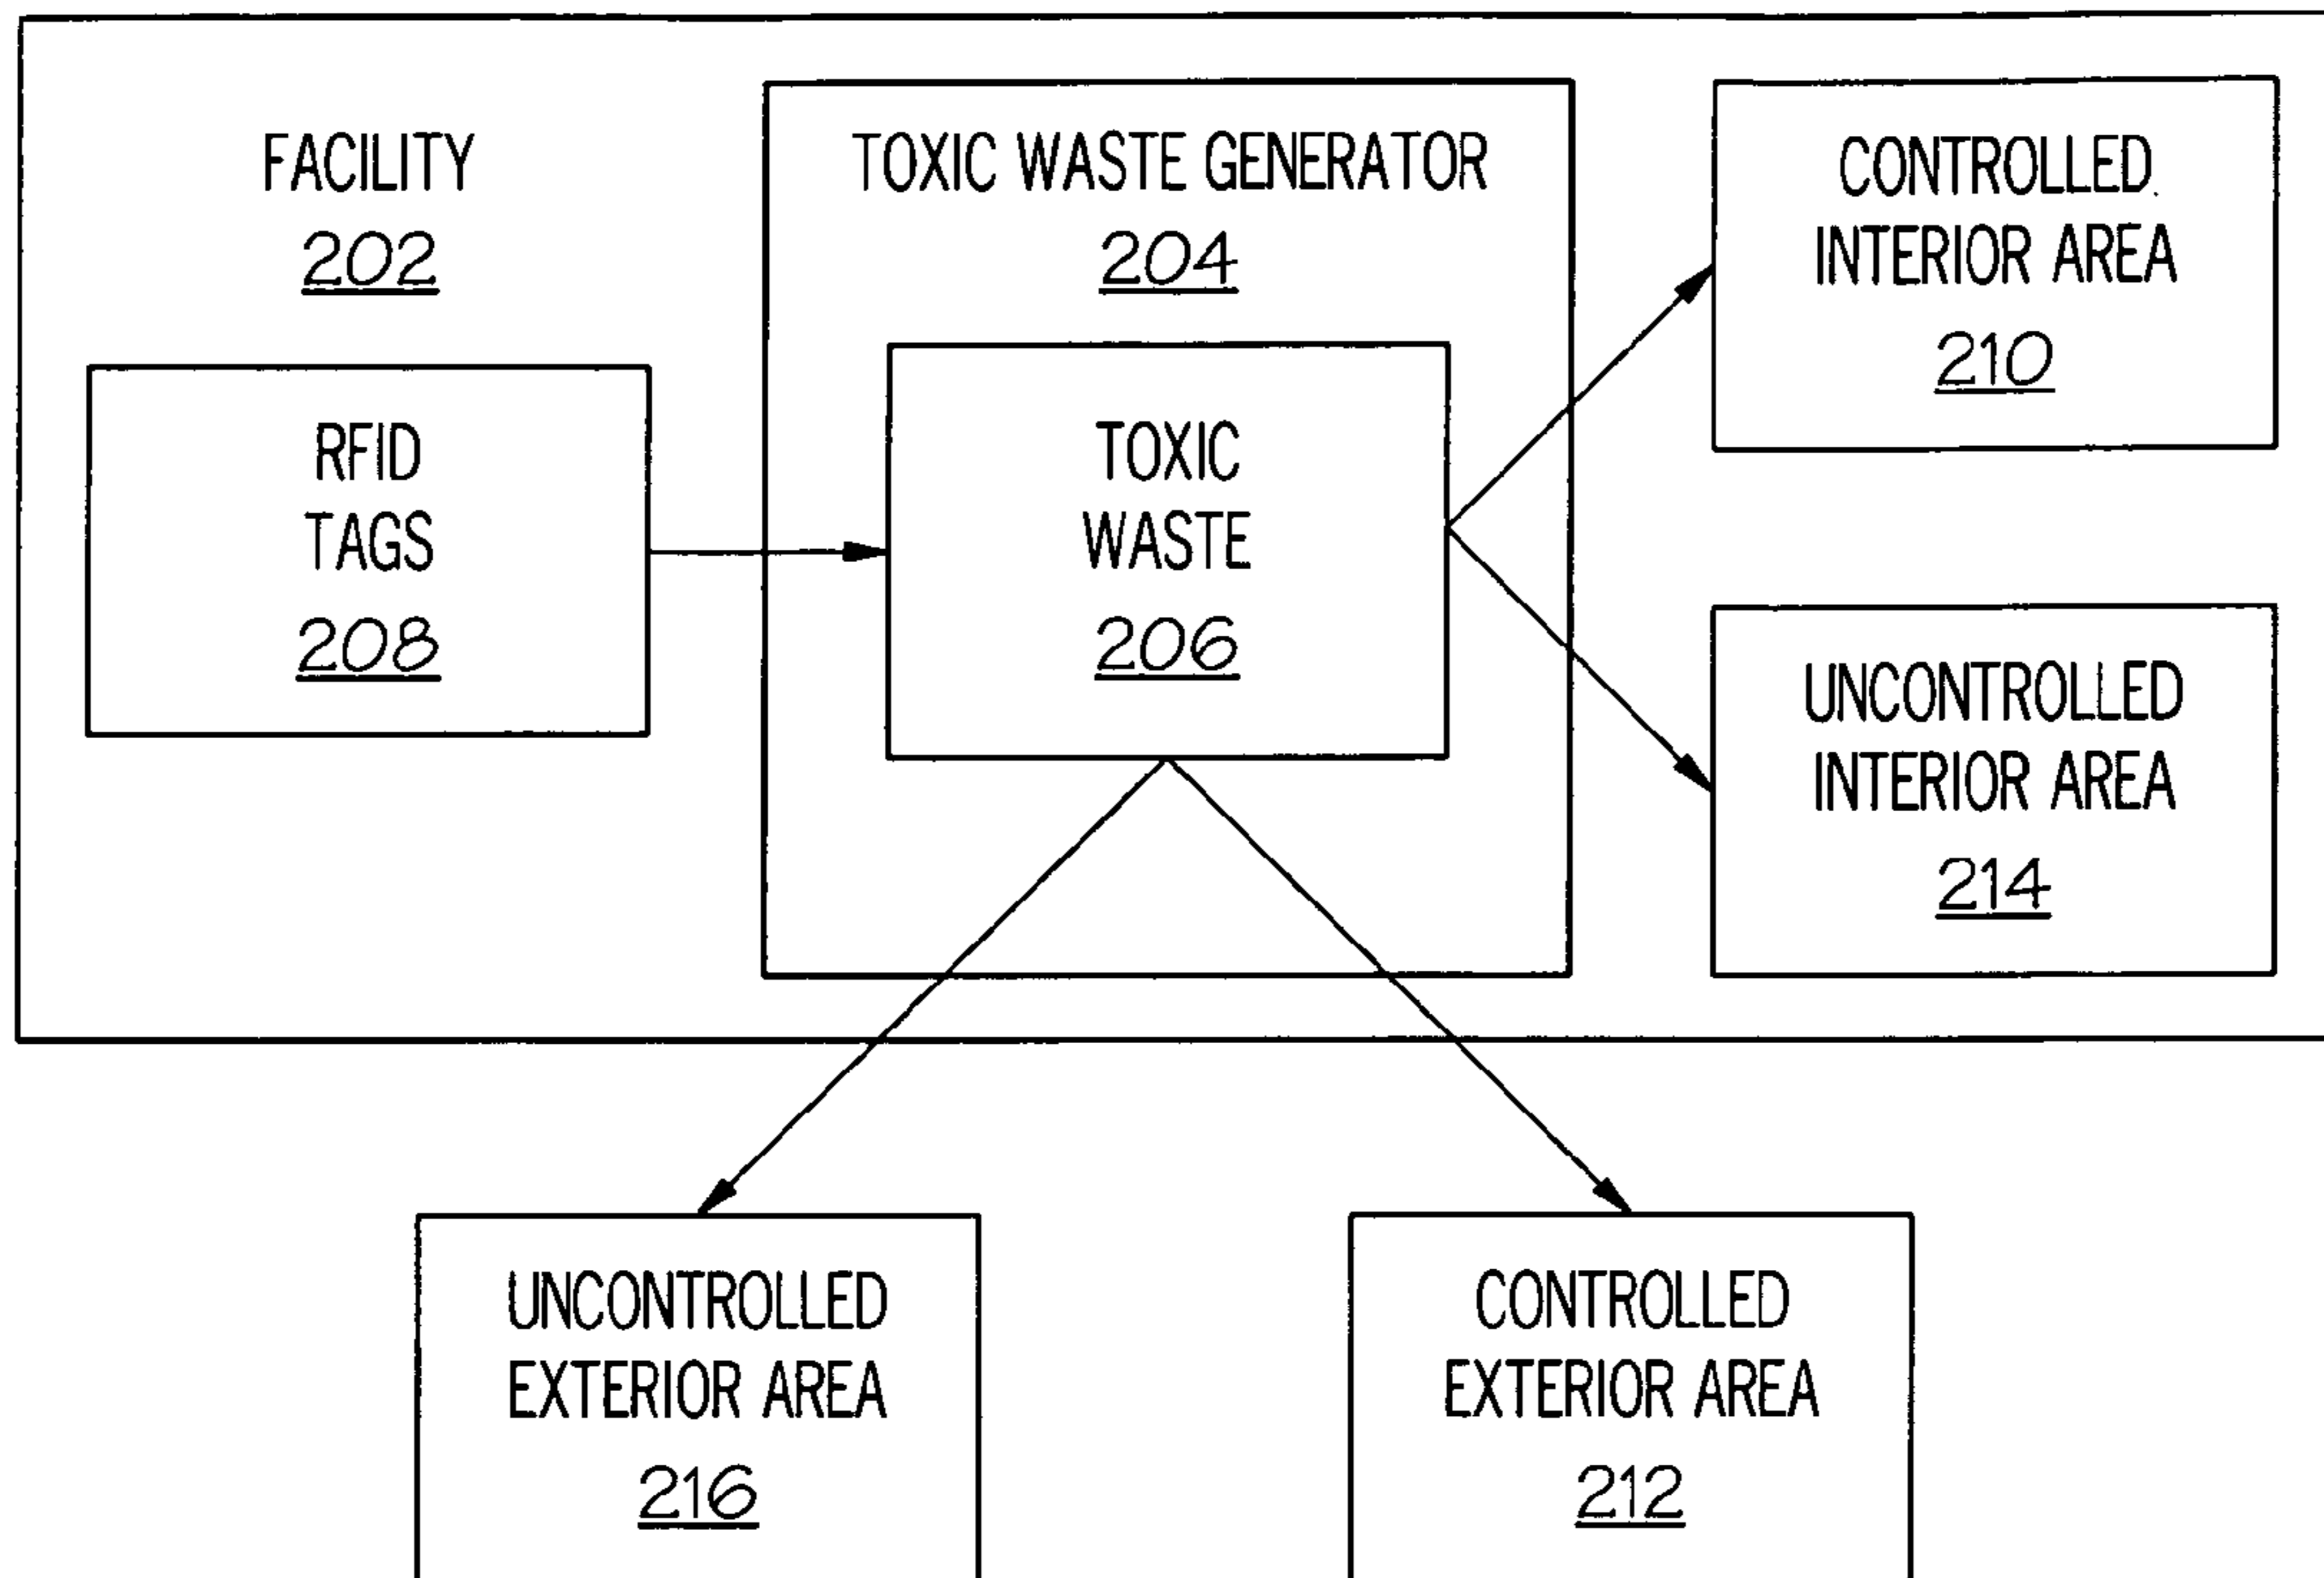 FACILITY
202
TOXIC WASTE GENERATOR
204
CONTROLLED
INTERIOR AREA
210
RFID
TAGS
208
TOXIC
WASTE
206
UNCONTROLLED
INTERIOR AREA
214
UNCONTROLLED
EXTERIOR AREA
216
CONTROLLED
EXTERIOR AREA
212